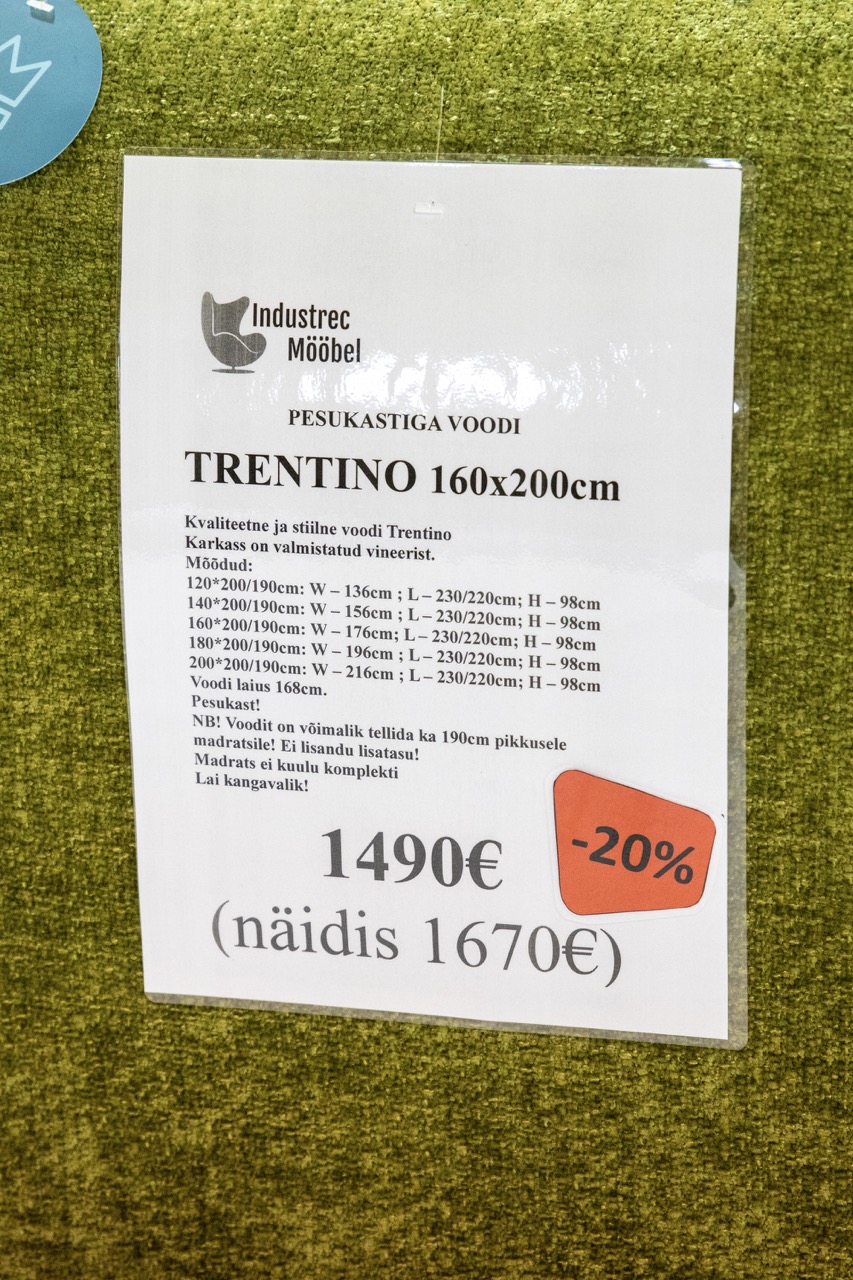 Industrec
Mööbel
PESUKASTIGA VOODI
TRENTINO 160x200cm
Kvaliteetne ja stiilne voodi Trentino
Karkass on valmistatud vineerist.
Mõõdud:
120*200/190cm: W – 136cm ; L – 230/220cm; H – 98cm
140*200/190cm: W – 156cm ; L – 230/220cm; H – 98cm
160*200/190cm: W – 176cm; L – 230/220cm; H – 98cm
180*200/190cm: W – 196cm ; L – 230/220cm; H – 98cm
200*200/190cm: W – 216cm ; L – 230/220cm; H – 98cm
Voodi laius 168cm.
Pesukast!
NB! Voodit on võimalik tellida ka 190cm pikkusele
madratsile! Ei lisandu lisatasu!
Madrats ei kuulu komplekti
Lai kangavalik!
-20%
1490€
(näidis 1670€)